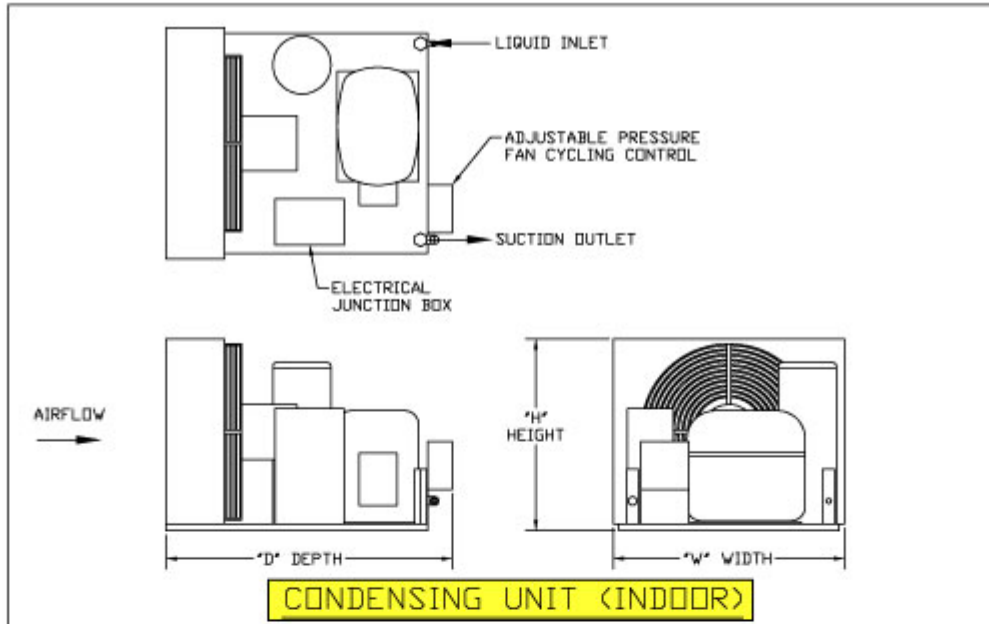 LIQUID INLET
ADJUSTABLE PRESSURE
FAN CYCLING CONTROL
SUCTION OUTLET
ELECTRICAL
JUNCTION BOX
AIRFLOW
"H"
HEIGHT
"D" DEPTH
"W" WIDTH
CONDENSING UNIT (INDOOR)